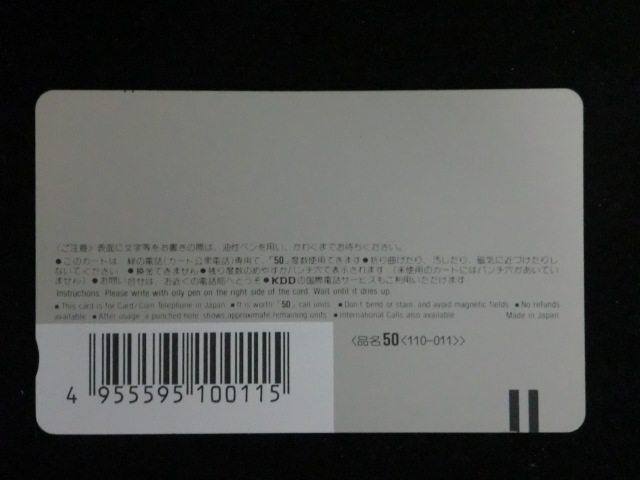 〈ご注意〉表面に文字等をお書きの際は、油性ペンを用い、かわくまでお待ちください。
●このカートは 緑の電話(カート公衆電話)専用で、「50」度数使用できます●折り曲げたり、汚したり、磁気に近づけたりし
ないでください ●換金できません●残り度数のめやすがパンチ穴で表示されます (未使用のカートにはパンチ穴があいていま
せん) ●お問い合せは、お近くの電話局へどうぞ ●KDDの国際電話サービスもご利用いただけます
Instructions: Please write with oily pen on the right side of the card. Wait until it dries up.
●This card is for Card/Coin Telephone in Japan. ●It is worth「50」call units. ●Don't bend or stain, and avoid magnetic fields. ●No refunds
available. ●After usage, a punched hole shows approximate remaining units. ●International Calls also available. Made in Japan
〈品名50〈110-011〉〉
4 955595 100115